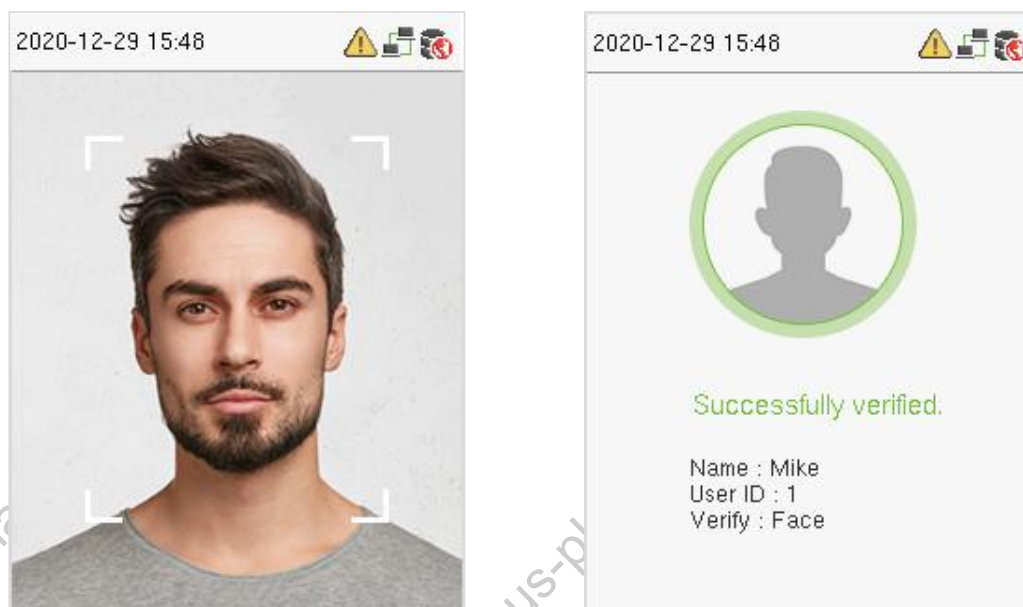 2020-12-29 15:48
2020-12-29 15:48
Successfully verified.
Name : Mike
User ID : 1
Verify : Face